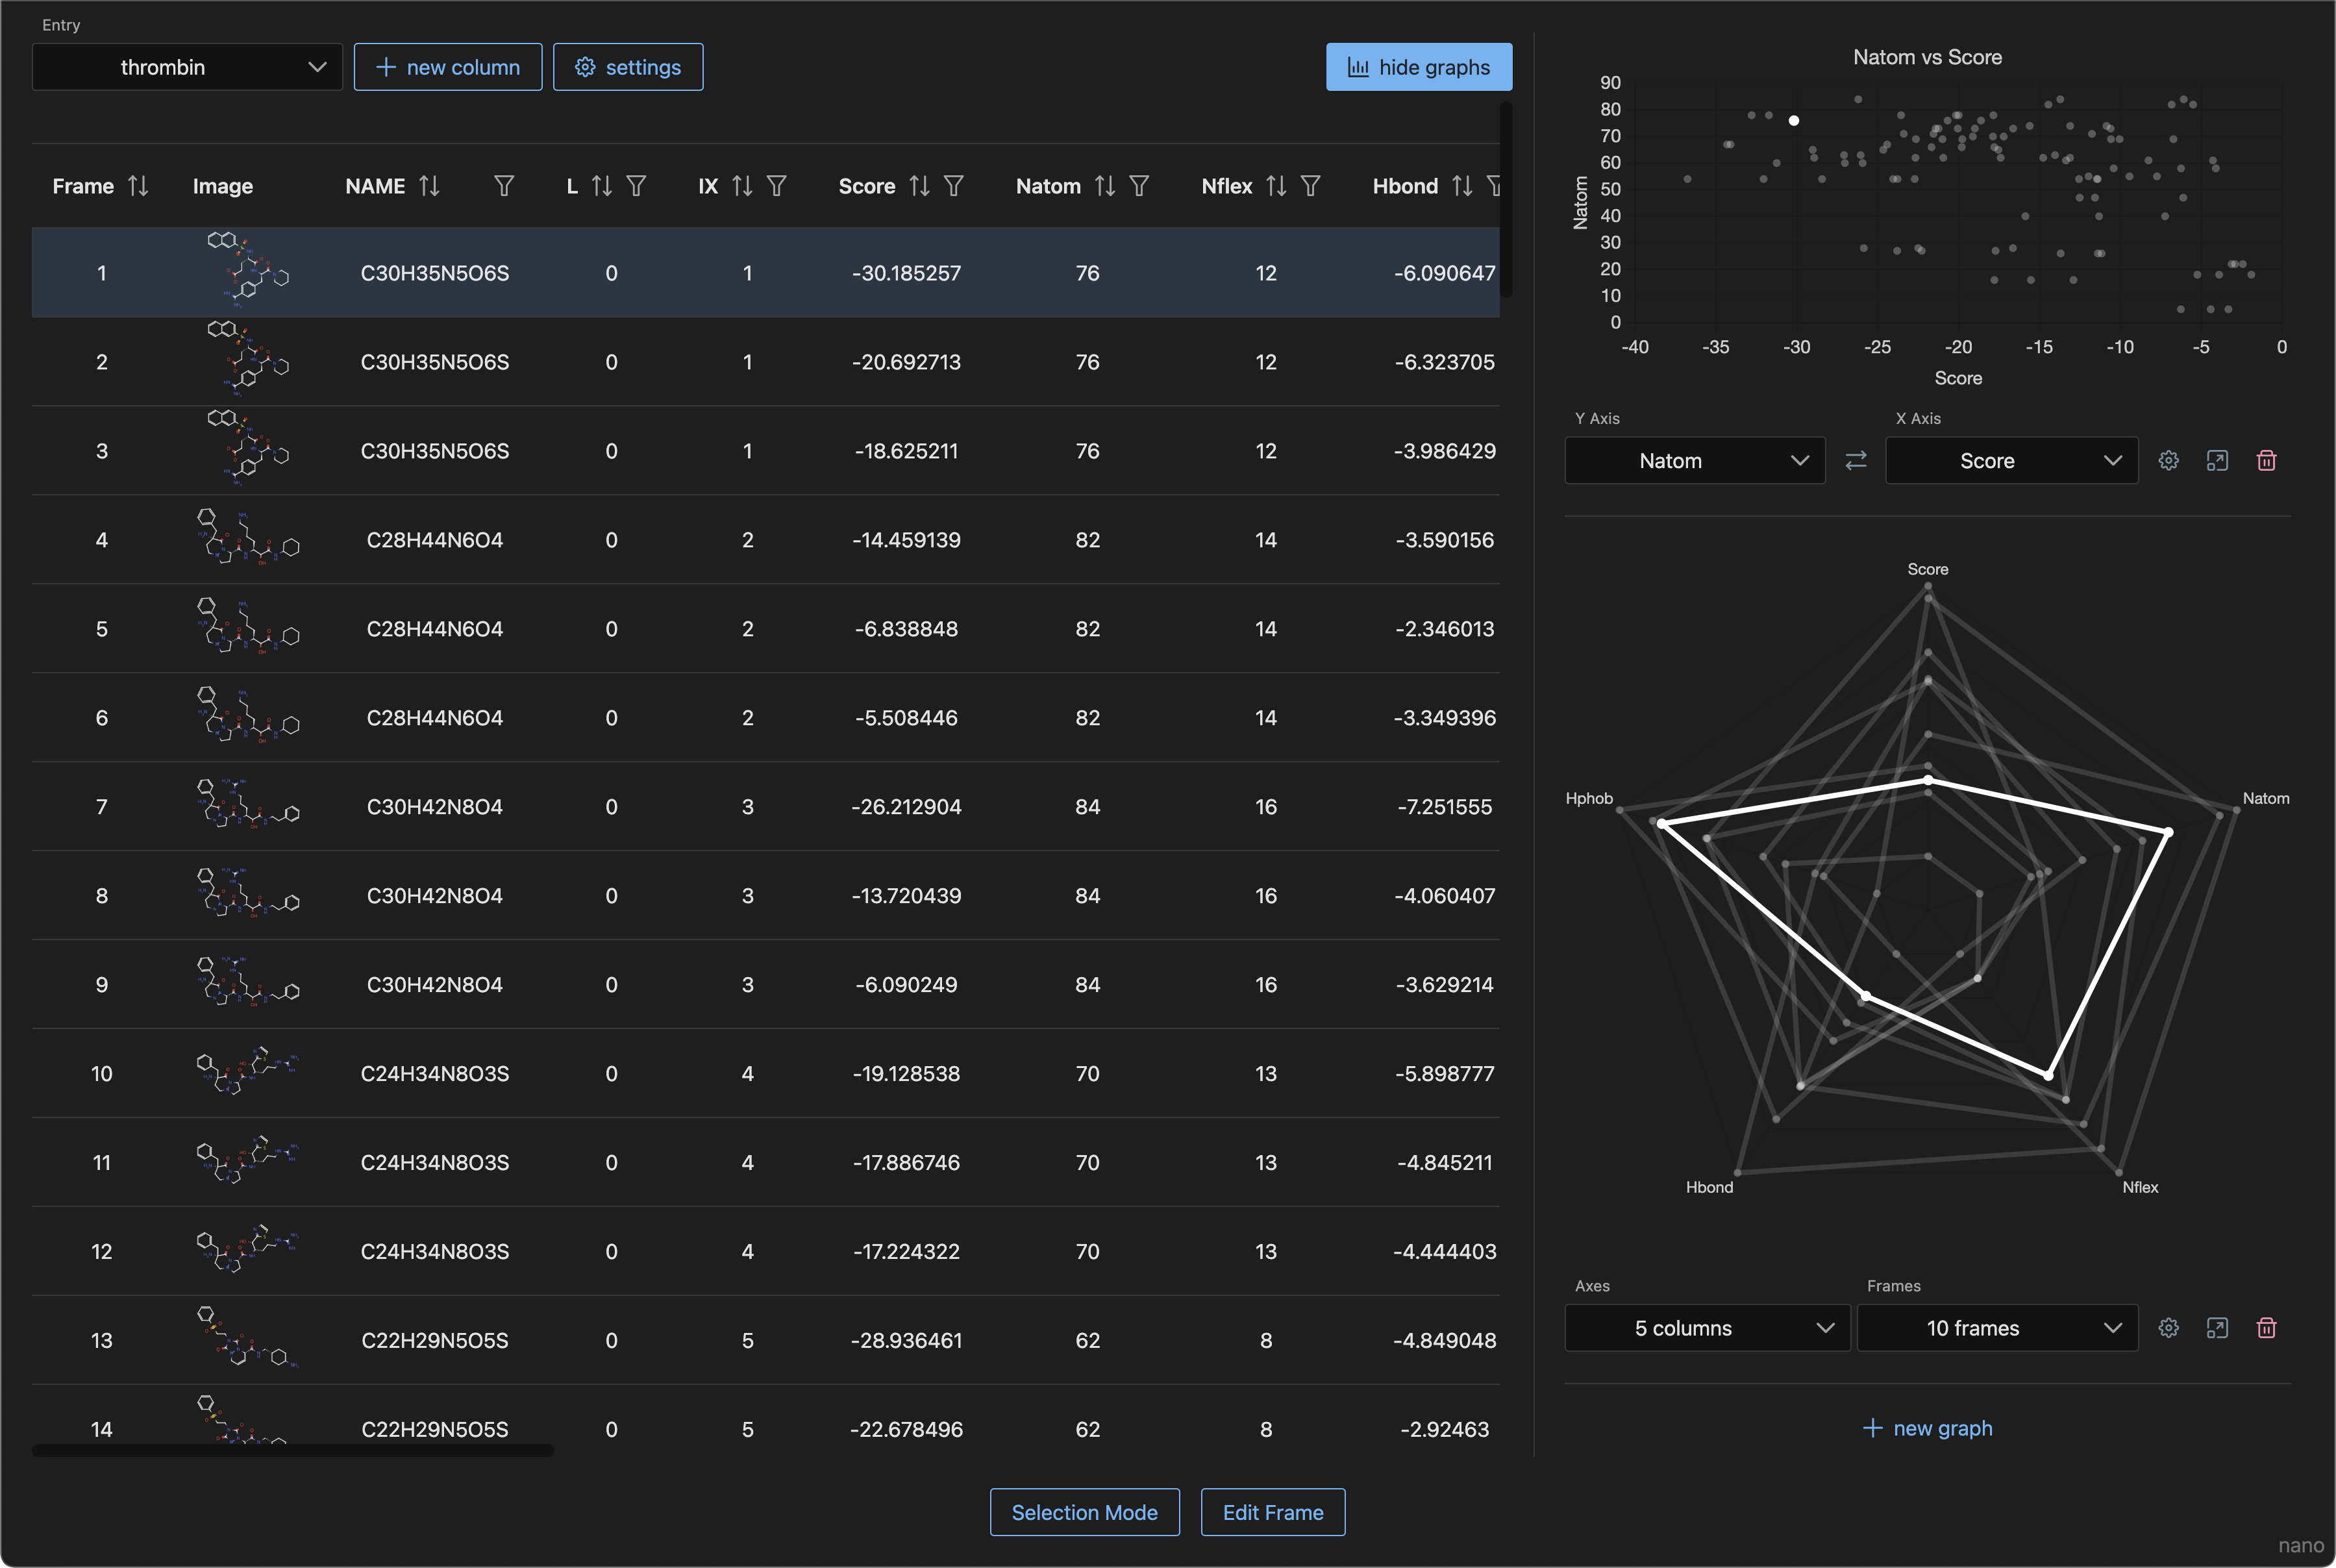 Entry
thrombin
new column
settings
hide graphs
Frame Image NAME L IX Score Natom Nflex Hbond
1 C30H35N5O6S 0 1 -30.185257 76 12 -6.090647
2 C30H35N5O6S 0 1 -20.692713 76 12 -6.323705
3 C30H35N5O6S 0 1 -18.625211 76 12 -3.986429
4 C28H44N6O4 0 2 -14.459139 82 14 -3.590156
5 C28H44N6O4 0 2 -6.838848 82 14 -2.346013
6 C28H44N6O4 0 2 -5.508446 82 14 -3.349396
7 C30H42N8O4 0 3 -26.212904 84 16 -7.251555
8 C30H42N8O4 0 3 -13.720439 84 16 -4.060407
9 C30H42N8O4 0 3 -6.090249 84 16 -3.629214
10 C24H34N8O3S 0 4 -19.128538 70 13 -5.898777
11 C24H34N8O3S 0 4 -17.886746 70 13 -4.845211
12 C24H34N8O3S 0 4 -17.224322 70 13 -4.444403
13 C22H29N5O5S 0 5 -28.936461 62 8 -4.849048
14 C22H29N5O5S 0 5 -22.678496 62 8 -2.92463
Selection Mode
Edit Frame
Natom vs Score
Natom
90
80
70
60
50
40
30
20
10
0
-40 -35 -30 -25 -20 -15 -10 -5 0
Score
Y Axis
Natom
X Axis
Score
Score
Hphob
Natom
Hbond
Nflex
Axes
5 columns
Frames
10 frames
new graph
nano